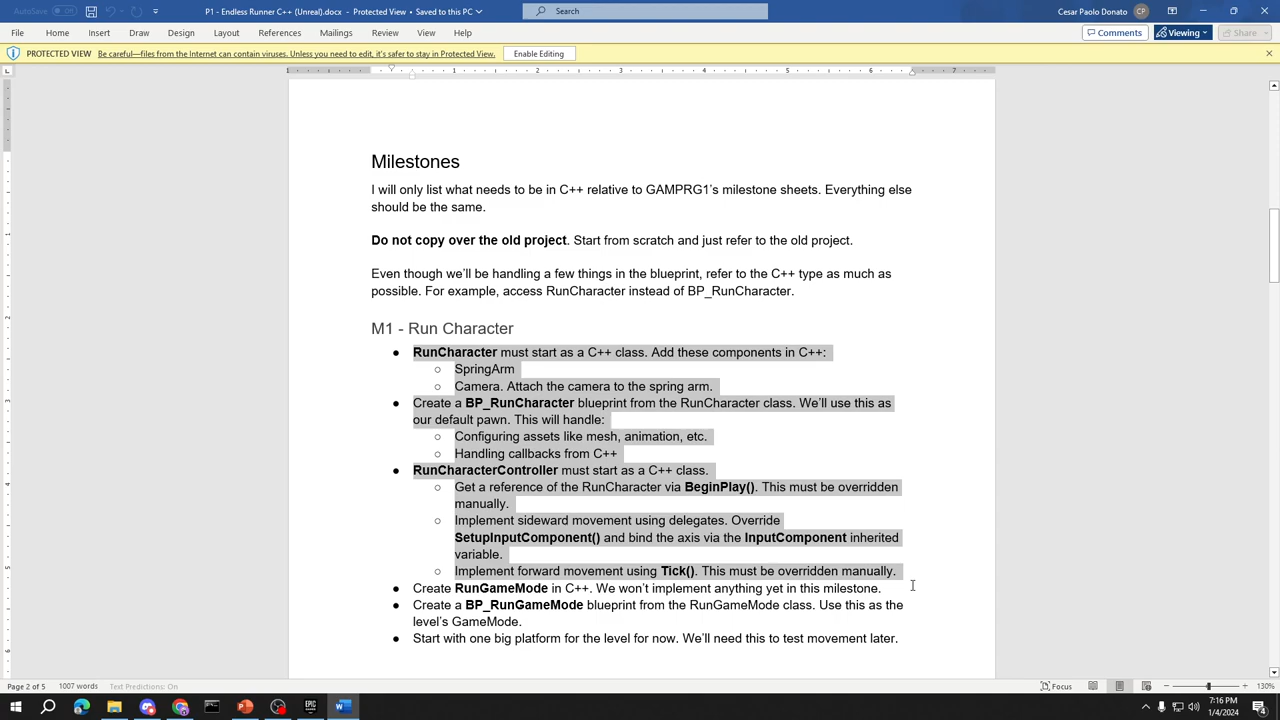 AutoSave Off
P1 - Endless Runner C++ (Unreal).docx - Saved to this PC
Search
Cesar Paolo Donato
CP
File Home Insert Draw Design Layout References Mailings Review View Help
Comments Viewing Share
PROTECTED VIEW Be careful—files from the Internet can contain viruses. Unless you need to edit, it's safer to stay in Protected View. Enable Editing
Milestones
I will only list what needs to be in C++ relative to GAMPRG1's milestone sheets. Everything else
should be the same.
Do not copy over the old project. Start from scratch and just refer to the old project.
Even though we'll be handling a few things in the blueprint, refer to the C++ type as much as
possible. For example, access RunCharacter instead of BP_RunCharacter.
M1 - Run Character
● RunCharacter must start as a C++ class. Add these components in C++:
○ SpringArm
○ Camera. Attach the camera to the spring arm.
● Create a BP_RunCharacter blueprint from the RunCharacter class. We'll use this as
our default pawn. This will handle:
○ Configuring assets like mesh, animation, etc.
○ Handling callbacks from C++
● RunCharacterController must start as a C++ class.
○ Get a reference of the RunCharacter via BeginPlay(). This must be overridden
manually.
○ Implement sideward movement using delegates. Override
SetupInputComponent() and bind the axis via the InputComponent inherited
variable.
○ Implement forward movement using Tick(). This must be overridden manually.
● Create RunGameMode in C++. We won't implement anything yet in this milestone.
● Create a BP_RunGameMode blueprint from the RunGameMode class. Use this as the
level's GameMode.
● Start with one big platform for the level for now. We'll need this to test movement later.
Page 2 of 5 1007 words Text Predictions: On Focus 130%
7:16 PM
1/4/2024